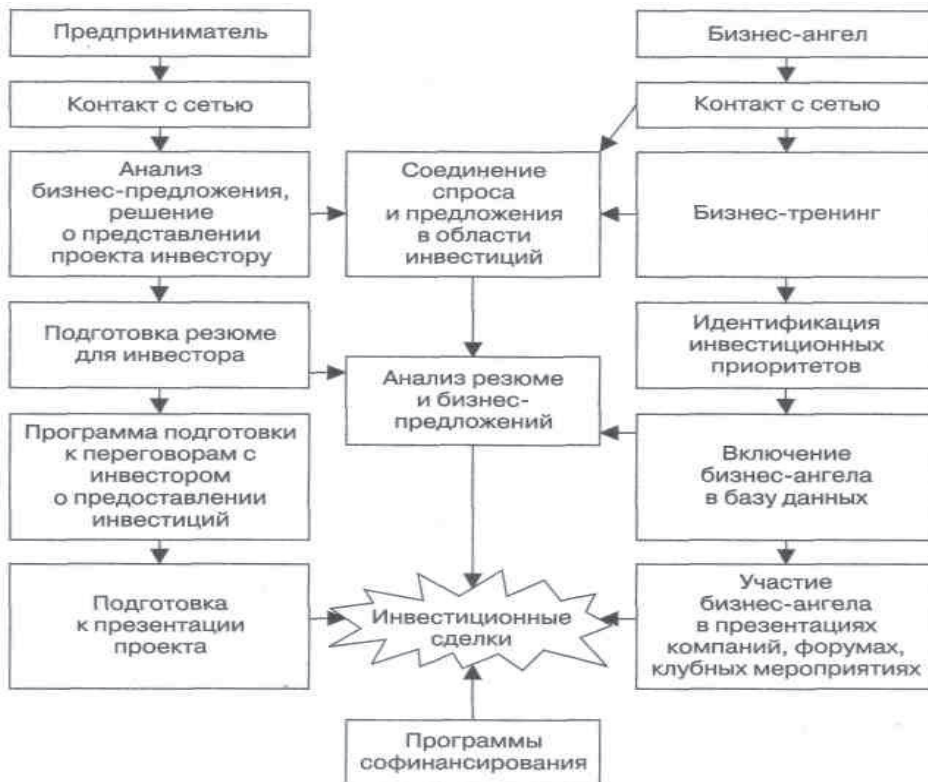 Предприниматель
Контакт с сетью
Анализ
бизнес-предложения,
решение
о представлении
проекта инвестору
Подготовка резюме
для инвестора
Программа подготовки
к переговорам с
инвестором
о предоставлении
инвестиций
Подготовка
к презентации
проекта
Соединение
спроса
и предложения
в области
инвестиций
Анализ резюме
и бизнес-
предложений
Инвестиционные
сделки
Программы
софинансирования
Бизнес-ангел
Контакт с сетью
Бизнес-тренинг
Идентификация
инвестиционных
приоритетов
Включение
бизнес-ангела
в базу данных
Участие
бизнес-ангела
в презентациях
компаний, форумах,
клубных мероприятиях